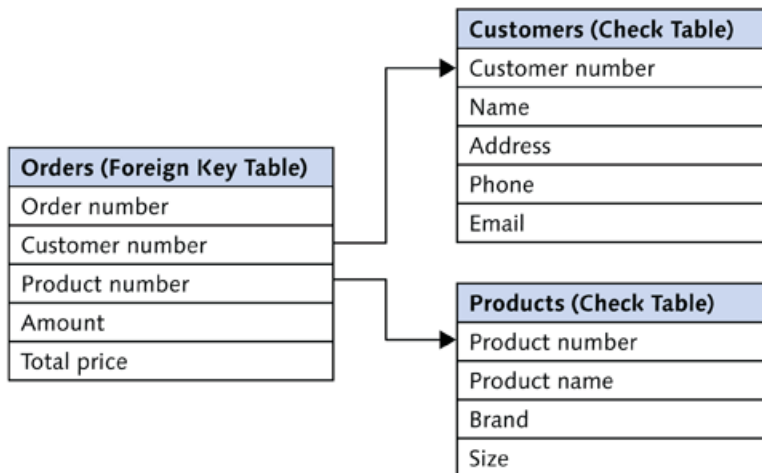 Customers (Check Table)
Customer number
Name
Address
Phone
Email
Orders (Foreign Key Table)
Order number
Customer number
Product number
Amount
Total price
Products (Check Table)
Product number
Product name
Brand
Size